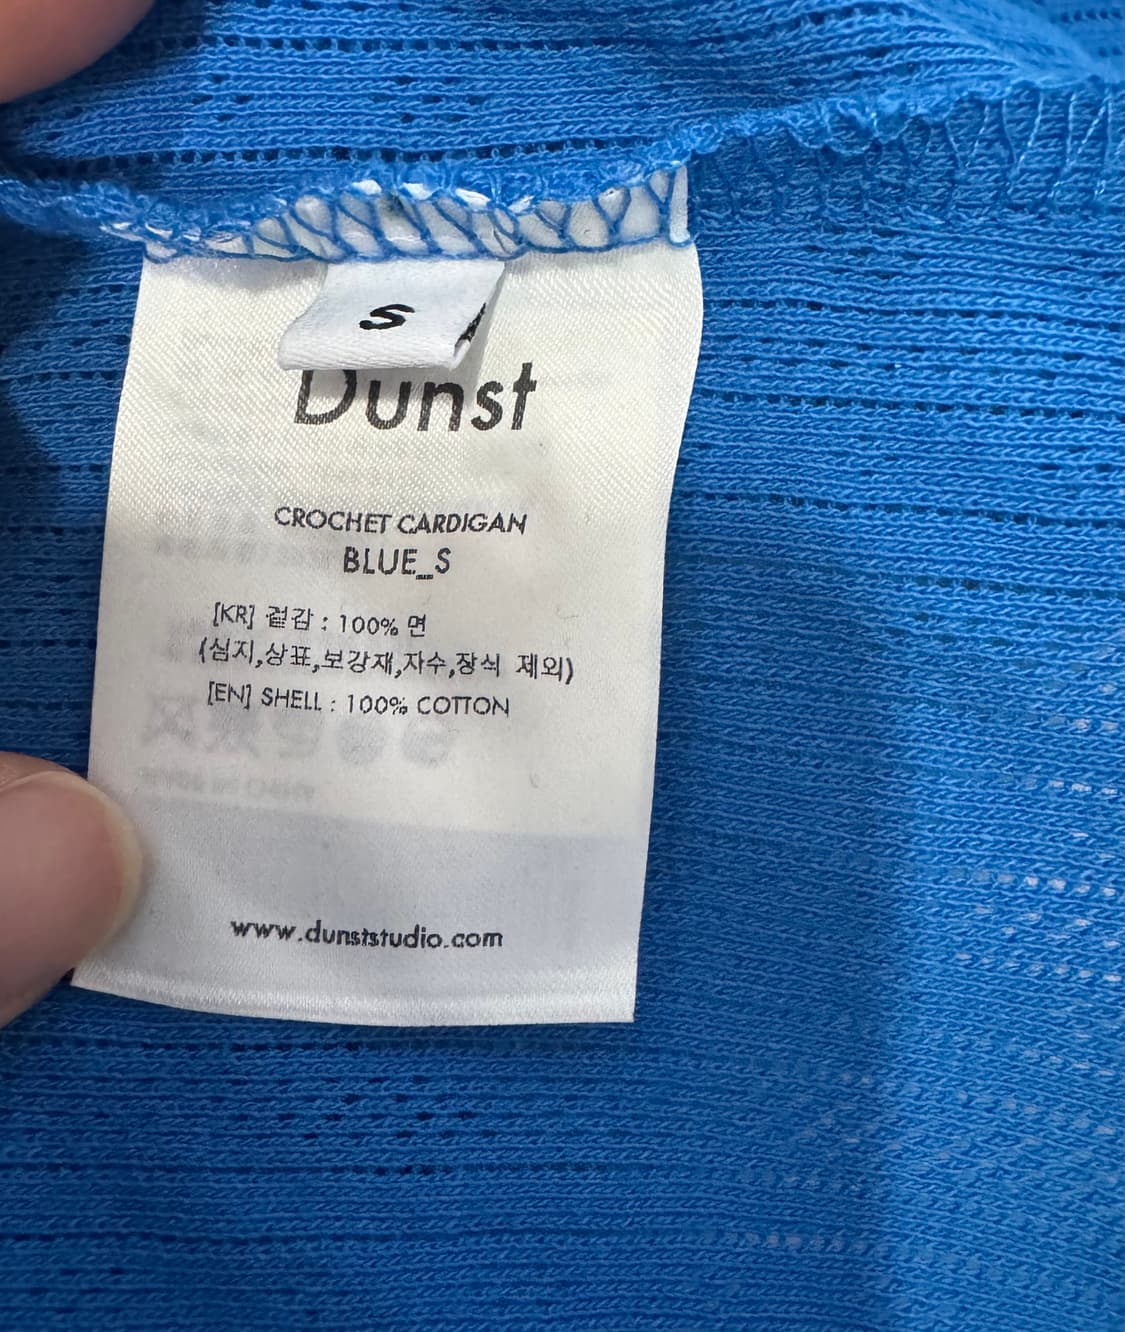 S
Dunst
CROCHET CARDIGAN
BLUE_S
[KR] 겉감 : 100% 면
(심지,상표,보강재,자수,장식 제외)
[EN] SHELL : 100% COTTON
www.dunststudio.com